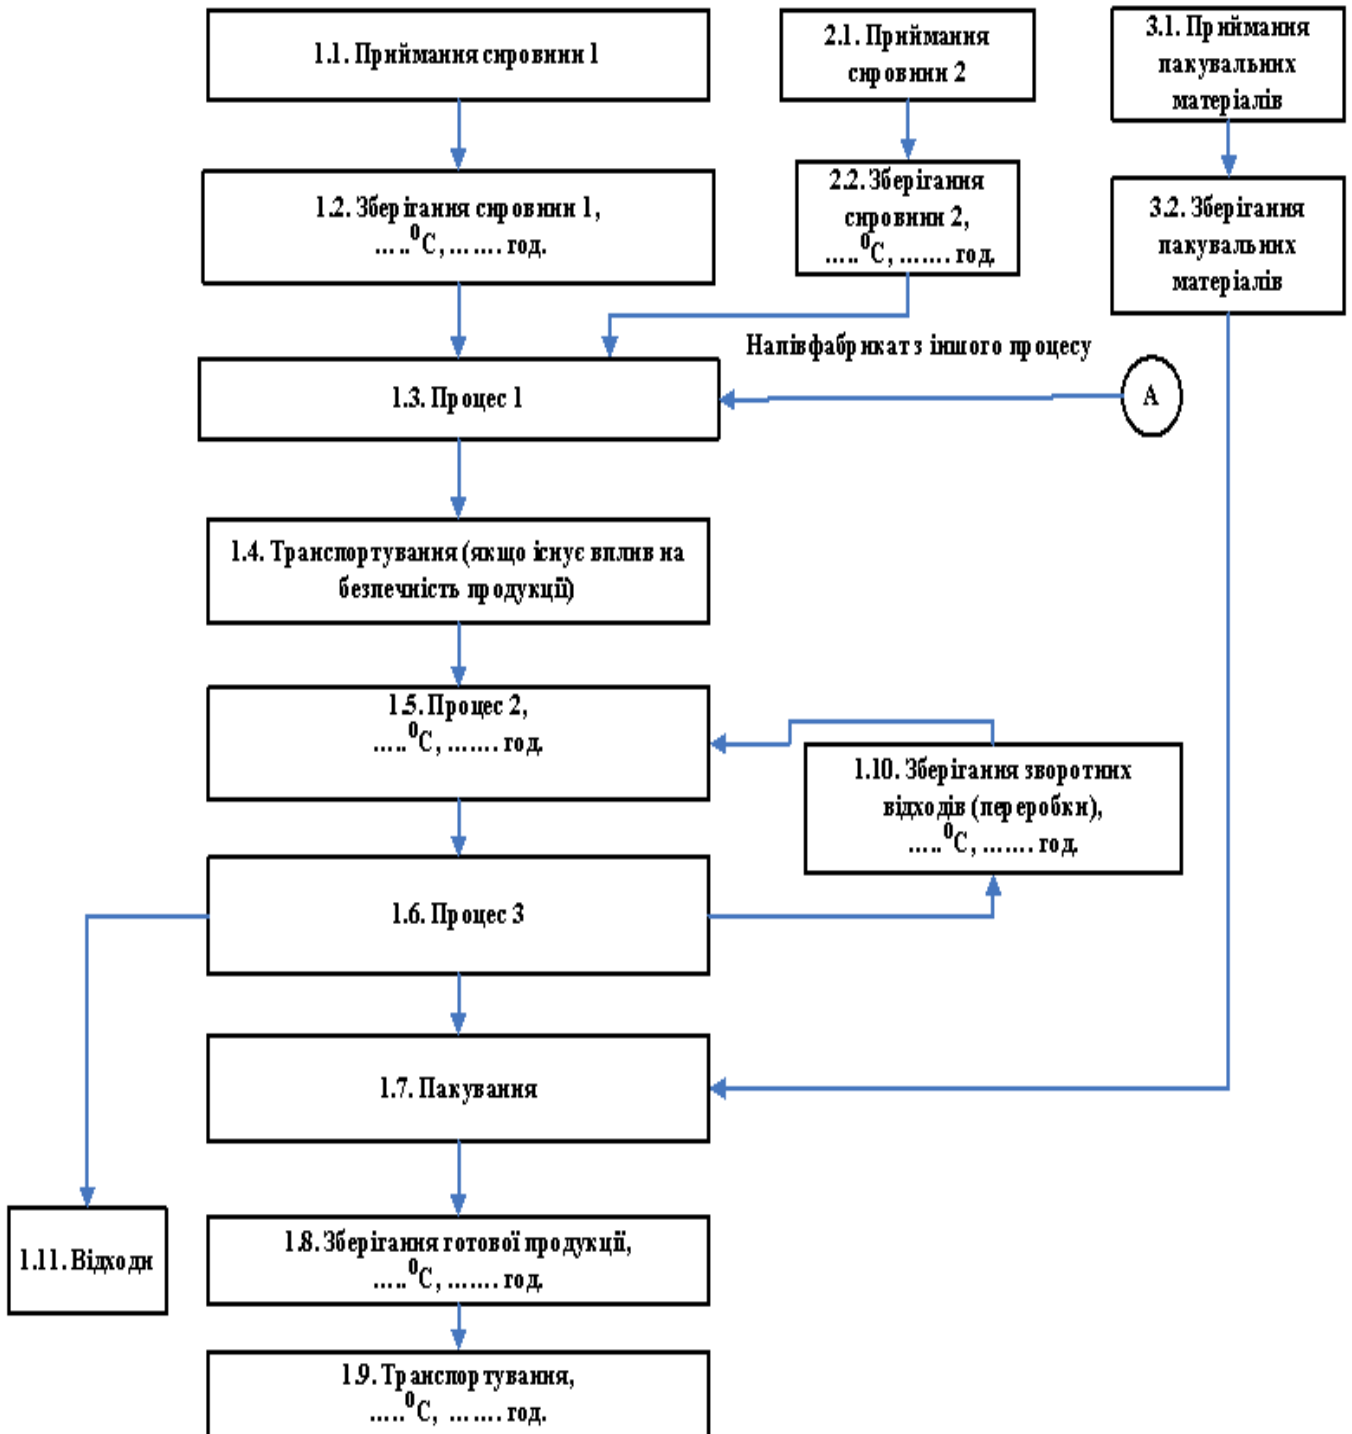 1.1. Приймання сировини 1
2.1. Приймання
сировини 2
3.1. Приймання
пакувальних
матеріалів
1.2. Зберігання сировини 1,
.....⁰С, ....... год.
2.2. Зберігання
сировини 2,
.....⁰С, ....... год.
3.2. Зберігання
пакувальних
матеріалів
Напівфабрикат з іншого процесу
А
1.3. Процес 1
1.4. Транспортування (якщо існує вплив на
безпечність продукції)
1.5. Процес 2,
.....⁰С, ....... год.
1.10. Зберігання зворотних
відходів (переробки),
.....⁰С, ....... год.
1.6. Процес 3
1.7. Пакування
1.11. Відходи
1.8. Зберігання готової продукції,
.....⁰С, ....... год.
1.9. Транспортування,
.....⁰С, ....... год.